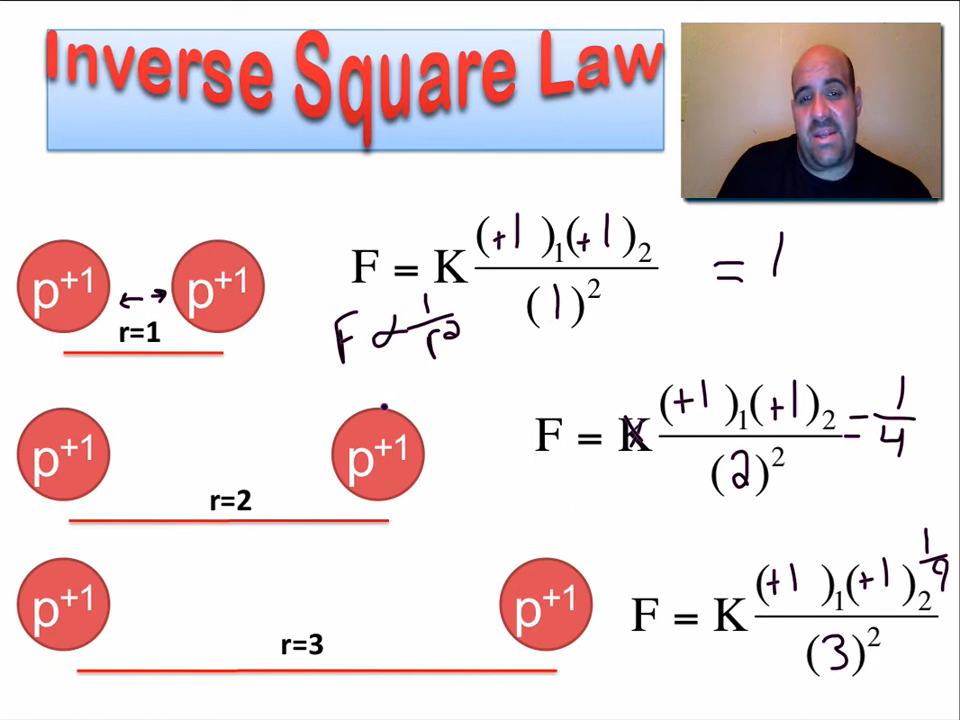 Inverse Square Law
p+1 p+1
r=1
F = K (+1)₁(+1)₂ / (1)² = 1
F ∝ 1/r²
p+1 p+1
r=2
F = K (+1)₁(+1)₂ / (2)² = 1/4
p+1 p+1
r=3
F = K (+1)₁(+1)₂ / (3)² 1/9